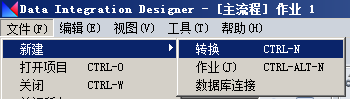 Data Integration Designer - [主流程] 作业 1
文件(F) 编辑(E) 视图(V) 工具(T) 帮助(H)
新建 转换 CTRL-N
打开项目 CTRL-O 作业(J) CTRL-ALT-N
关闭 CTRL-W 数据库连接